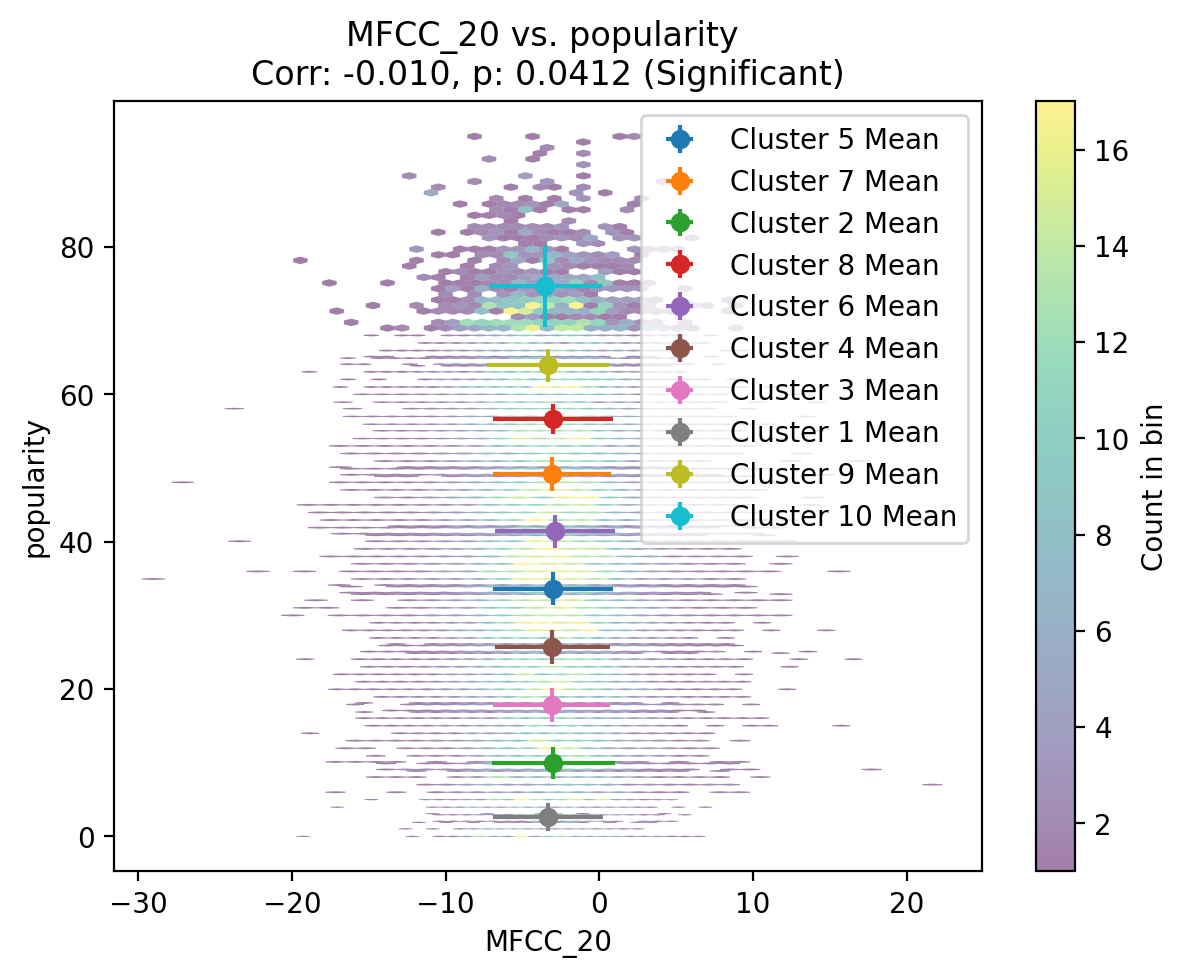 MFCC_20 vs. popularity
Corr: -0.010, p: 0.0412 (Significant)
Cluster 5 Mean
Cluster 7 Mean
Cluster 2 Mean
Cluster 8 Mean
Cluster 6 Mean
Cluster 4 Mean
Cluster 3 Mean
Cluster 1 Mean
Cluster 9 Mean
Cluster 10 Mean
popularity
80
60
40
20
0
−30
−20
−10
0
10
20
MFCC_20
16
14
12
10
8
6
4
2
Count in bin